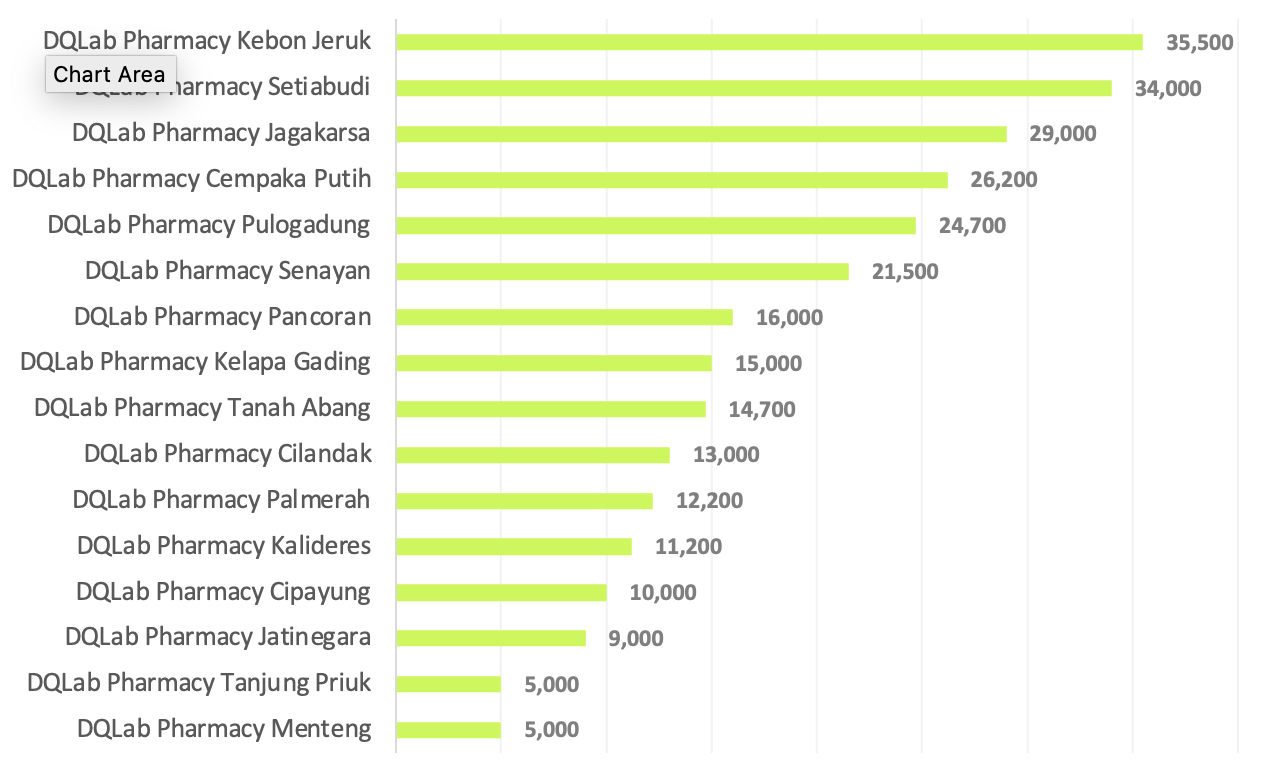 DQLab Pharmacy Kebon Jeruk 35,500
Chart Area
Pharmacy Setiabudi 34,000
DQLab Pharmacy Jagakarsa 29,000
DQLab Pharmacy Cempaka Putih 26,200
DQLab Pharmacy Pulogadung 24,700
DQLab Pharmacy Senayan 21,500
DQLab Pharmacy Pancoran 16,000
DQLab Pharmacy Kelapa Gading 15,000
DQLab Pharmacy Tanah Abang 14,700
DQLab Pharmacy Cilandak 13,000
DQLab Pharmacy Palmerah 12,200
DQLab Pharmacy Kalideres 11,200
DQLab Pharmacy Cipayung 10,000
DQLab Pharmacy Jatinegara 9,000
DQLab Pharmacy Tanjung Priuk 5,000
DQLab Pharmacy Menteng 5,000